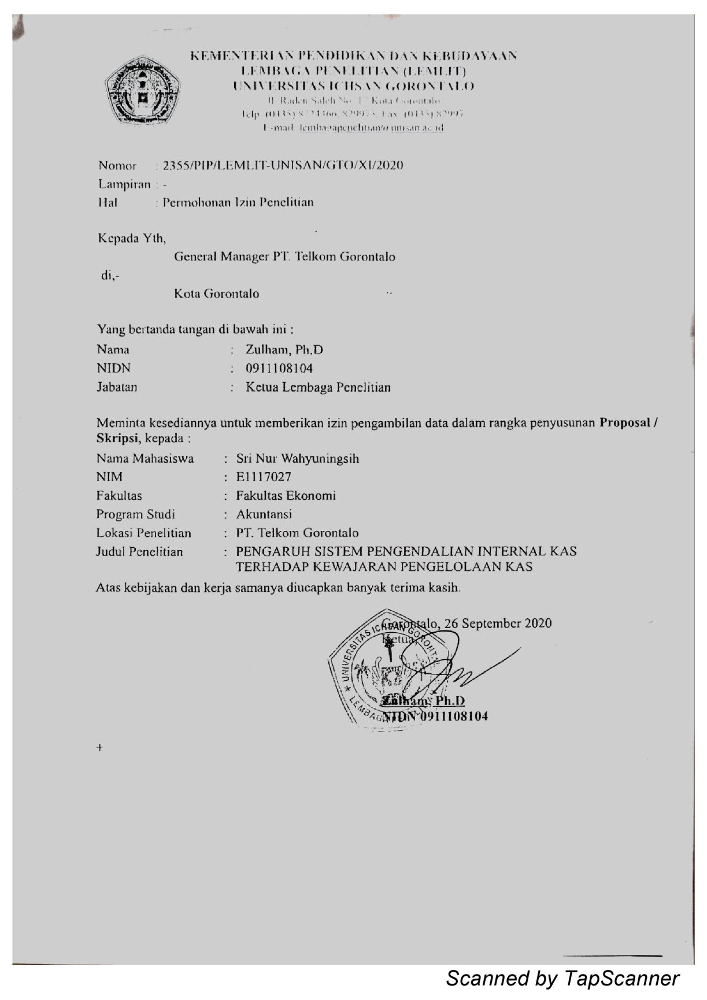 KEMENTERIAN PENDIDIKAN DAN KEBUDAYAAN
LEMBAGA PENELITIAN (LEMLIT)
UNIVERSITAS ICHSAN GORONTALO
Jl. Raden Saleh No. 17 Kota Gorontalo
Telp. (0435) 8724466, 829975, Fax. (0435) 82997
E-mail: lembagapenelitian@unisan.ac.id
Nomor : 2355/PIP/LEMLIT-UNISAN/GTO/XI/2020
Lampiran : -
Hal : Permohonan Izin Penelitian
Kepada Yth,
General Manager PT. Telkom Gorontalo
di,-
Kota Gorontalo
Yang bertanda tangan di bawah ini :
Nama : Zulham, Ph.D
NIDN : 0911108104
Jabatan : Ketua Lembaga Penelitian
Meminta kesediannya untuk memberikan izin pengambilan data dalam rangka penyusunan Proposal /
Skripsi, kepada :
Nama Mahasiswa : Sri Nur Wahyuningsih
NIM : E1117027
Fakultas : Fakultas Ekonomi
Program Studi : Akuntansi
Lokasi Penelitian : PT. Telkom Gorontalo
Judul Penelitian : PENGARUH SISTEM PENGENDALIAN INTERNAL KAS
TERHADAP KEWAJARAN PENGELOLAAN KAS
Atas kebijakan dan kerja samanya diucapkan banyak terima kasih.
Gorontalo, 26 September 2020
Ketua,
UNIVERSITAS ICHSAN GORONTALO
Zulham, Ph.D
NIDN 0911108104
+
Scanned by TapScanner